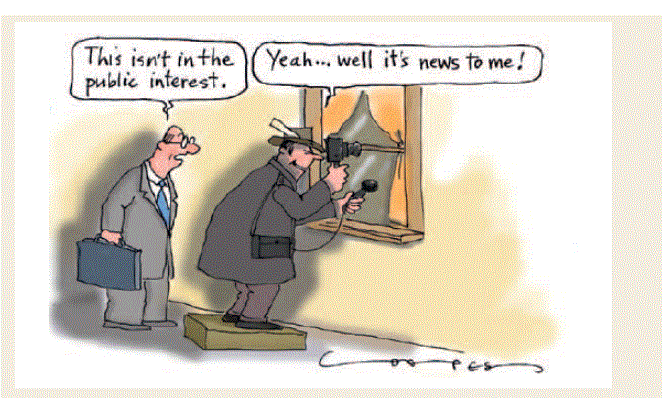 This isn't in the
public interest.
Yeah... well it's news to me!